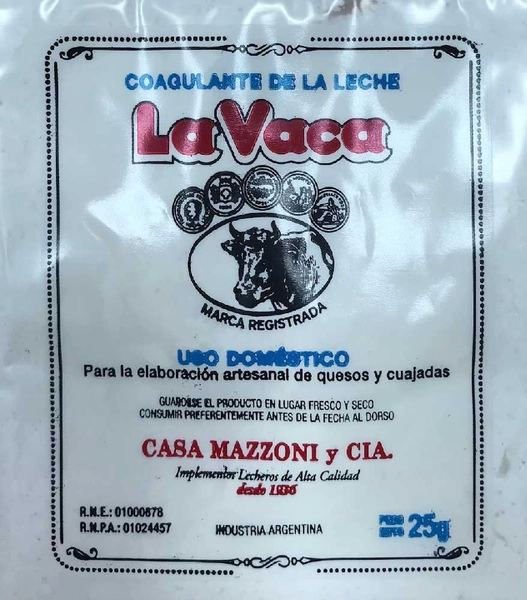 COAGULANTE DE LA LECHE
La Vaca
MARCA REGISTRADA
USO DOMÉSTICO
Para la elaboración artesanal de quesos y cuajadas
GUARDESE EL PRODUCTO EN LUGAR FRESCO Y SECO
CONSUMIR PREFERENTEMENTE ANTES DE LA FECHA AL DORSO
CASA MAZZONI y CIA.
Implementos Lecheros de Alta Calidad
desde 1936
R.N.E.: 01000878
R.N.P.A.: 01024457
INDUSTRIA ARGENTINA
PESO
NETO 25g